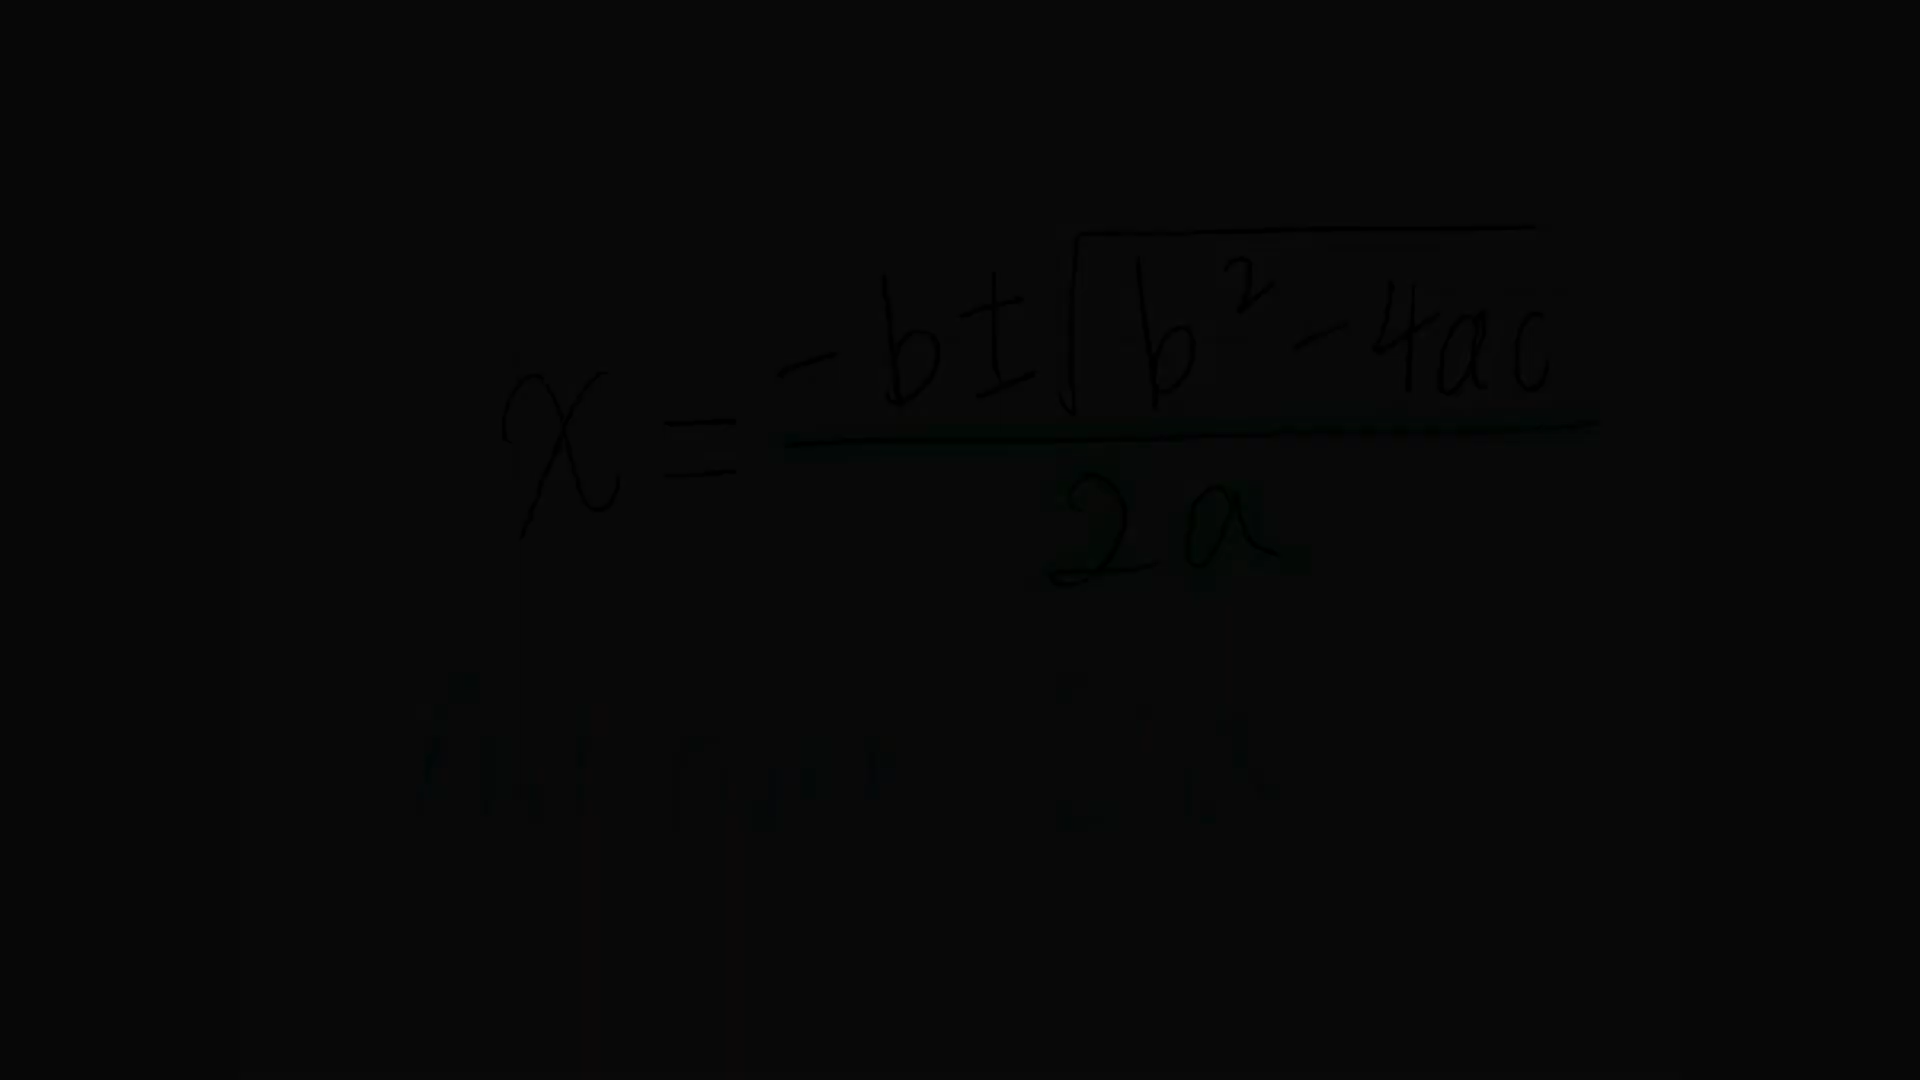 x = -b±√b²-4ac / 2a